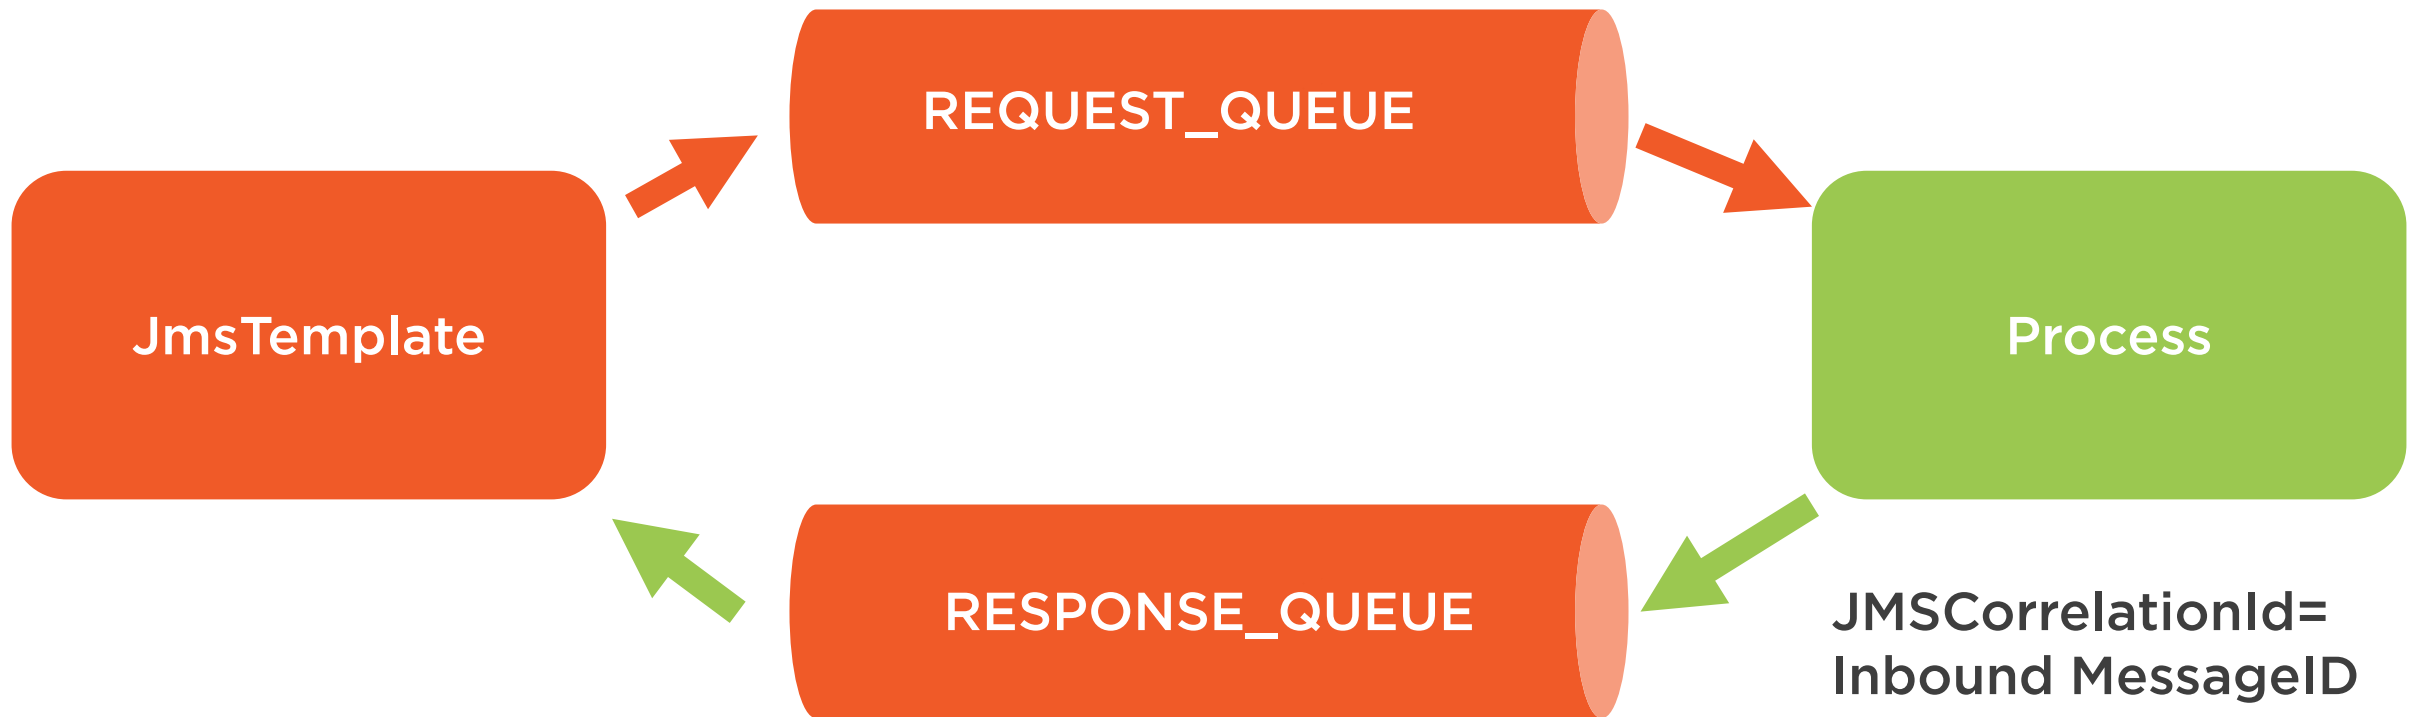 REQUEST_QUEUE
JmsTemplate
Process
RESPONSE_QUEUE
JMSCorrelationId=
Inbound MessageID